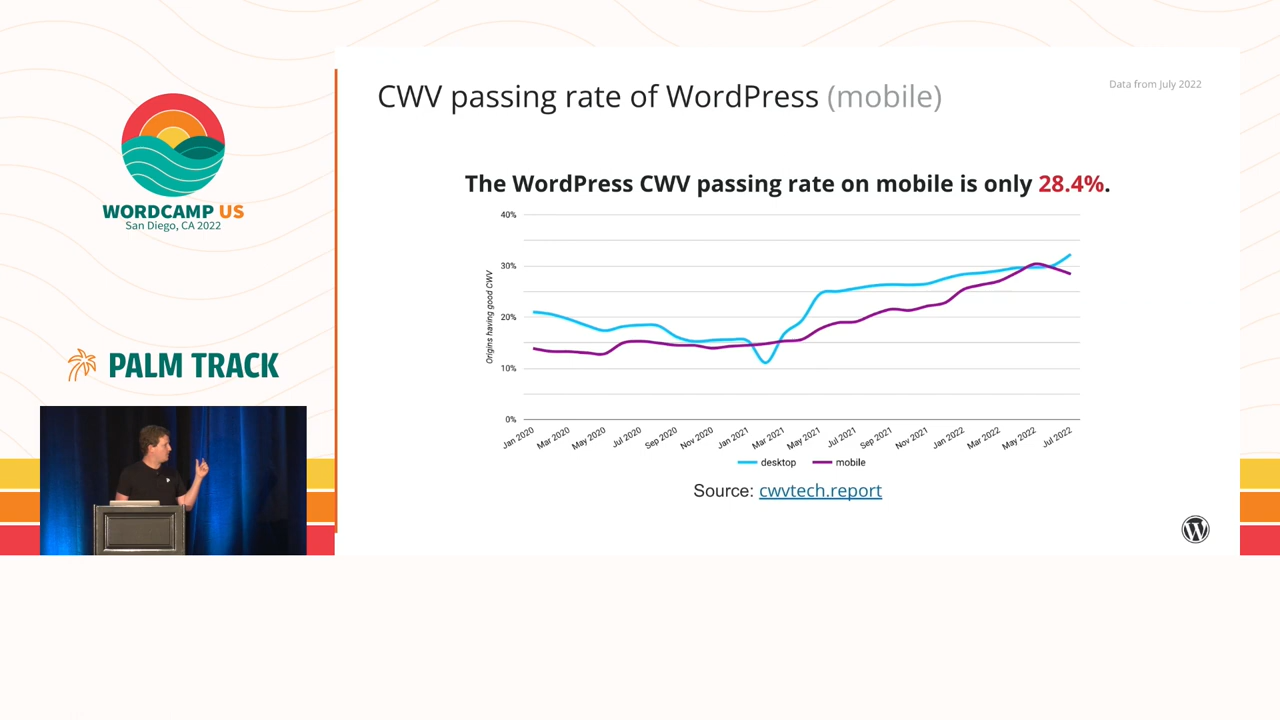 WORDCAMP US
San Diego, CA 2022
PALM TRACK
CWV passing rate of WordPress (mobile)
Data from July 2022
The WordPress CWV passing rate on mobile is only 28.4%.
Origins having good CWV
40%
30%
20%
10%
0%
Jan 2020
Mar 2020
May 2020
Jul 2020
Sep 2020
Nov 2020
Jan 2021
Mar 2021
May 2021
Jul 2021
Sep 2021
Nov 2021
Jan 2022
Mar 2022
May 2022
Jul 2022
desktop
mobile
Source: cwvtech.report